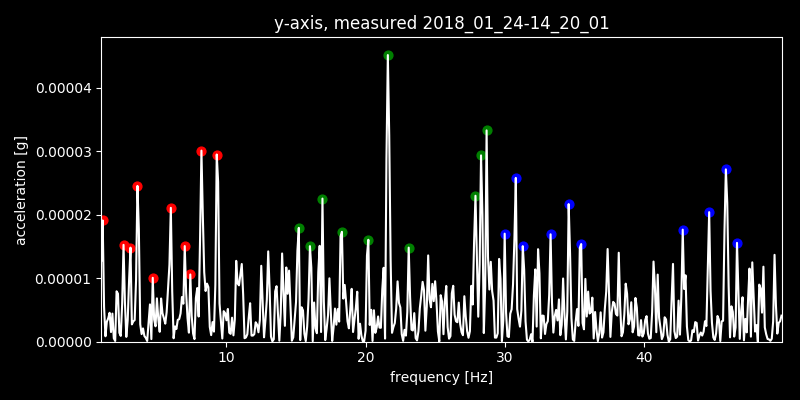 y-axis, measured 2018_01_24-14_20_01
0.00004
0.00003
0.00002
0.00001
0.00000
acceleration [g]
10 20 30 40
frequency [Hz]